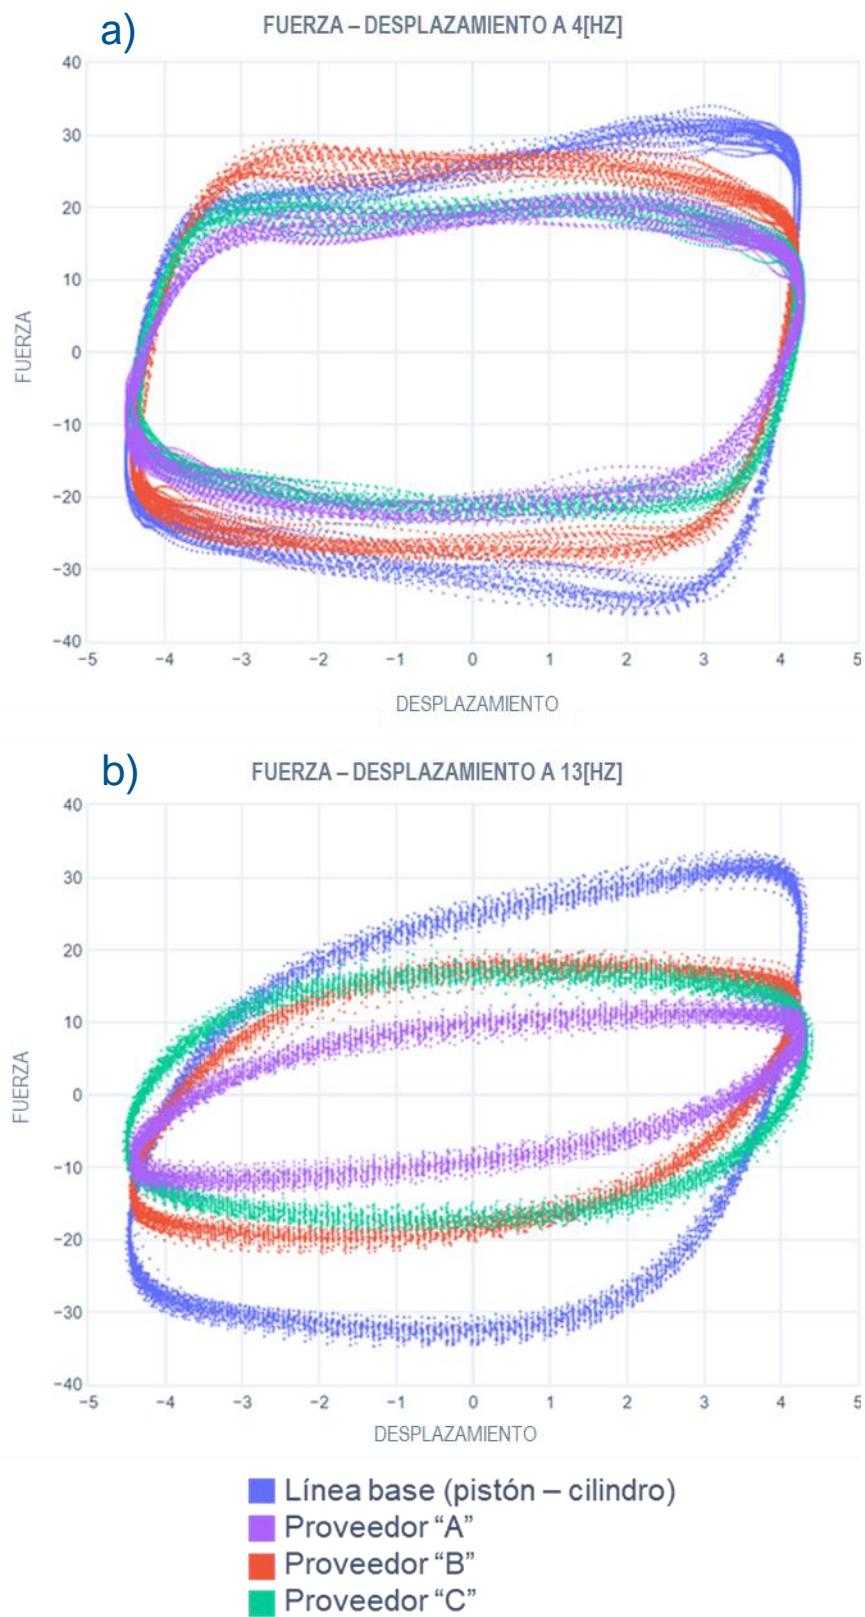 a)
FUERZA – DESPLAZAMIENTO A 4[HZ]
40
30
20
10
0
−10
−20
−30
−40
FUERZA
−5 −4 −3 −2 −1 0 1 2 3 4 5
DESPLAZAMIENTO
b)
FUERZA – DESPLAZAMIENTO A 13[HZ]
40
30
20
10
0
−10
−20
−30
−40
FUERZA
−5 −4 −3 −2 −1 0 1 2 3 4 5
DESPLAZAMIENTO
Línea base (pistón – cilindro)
Proveedor “A”
Proveedor “B”
Proveedor “C”